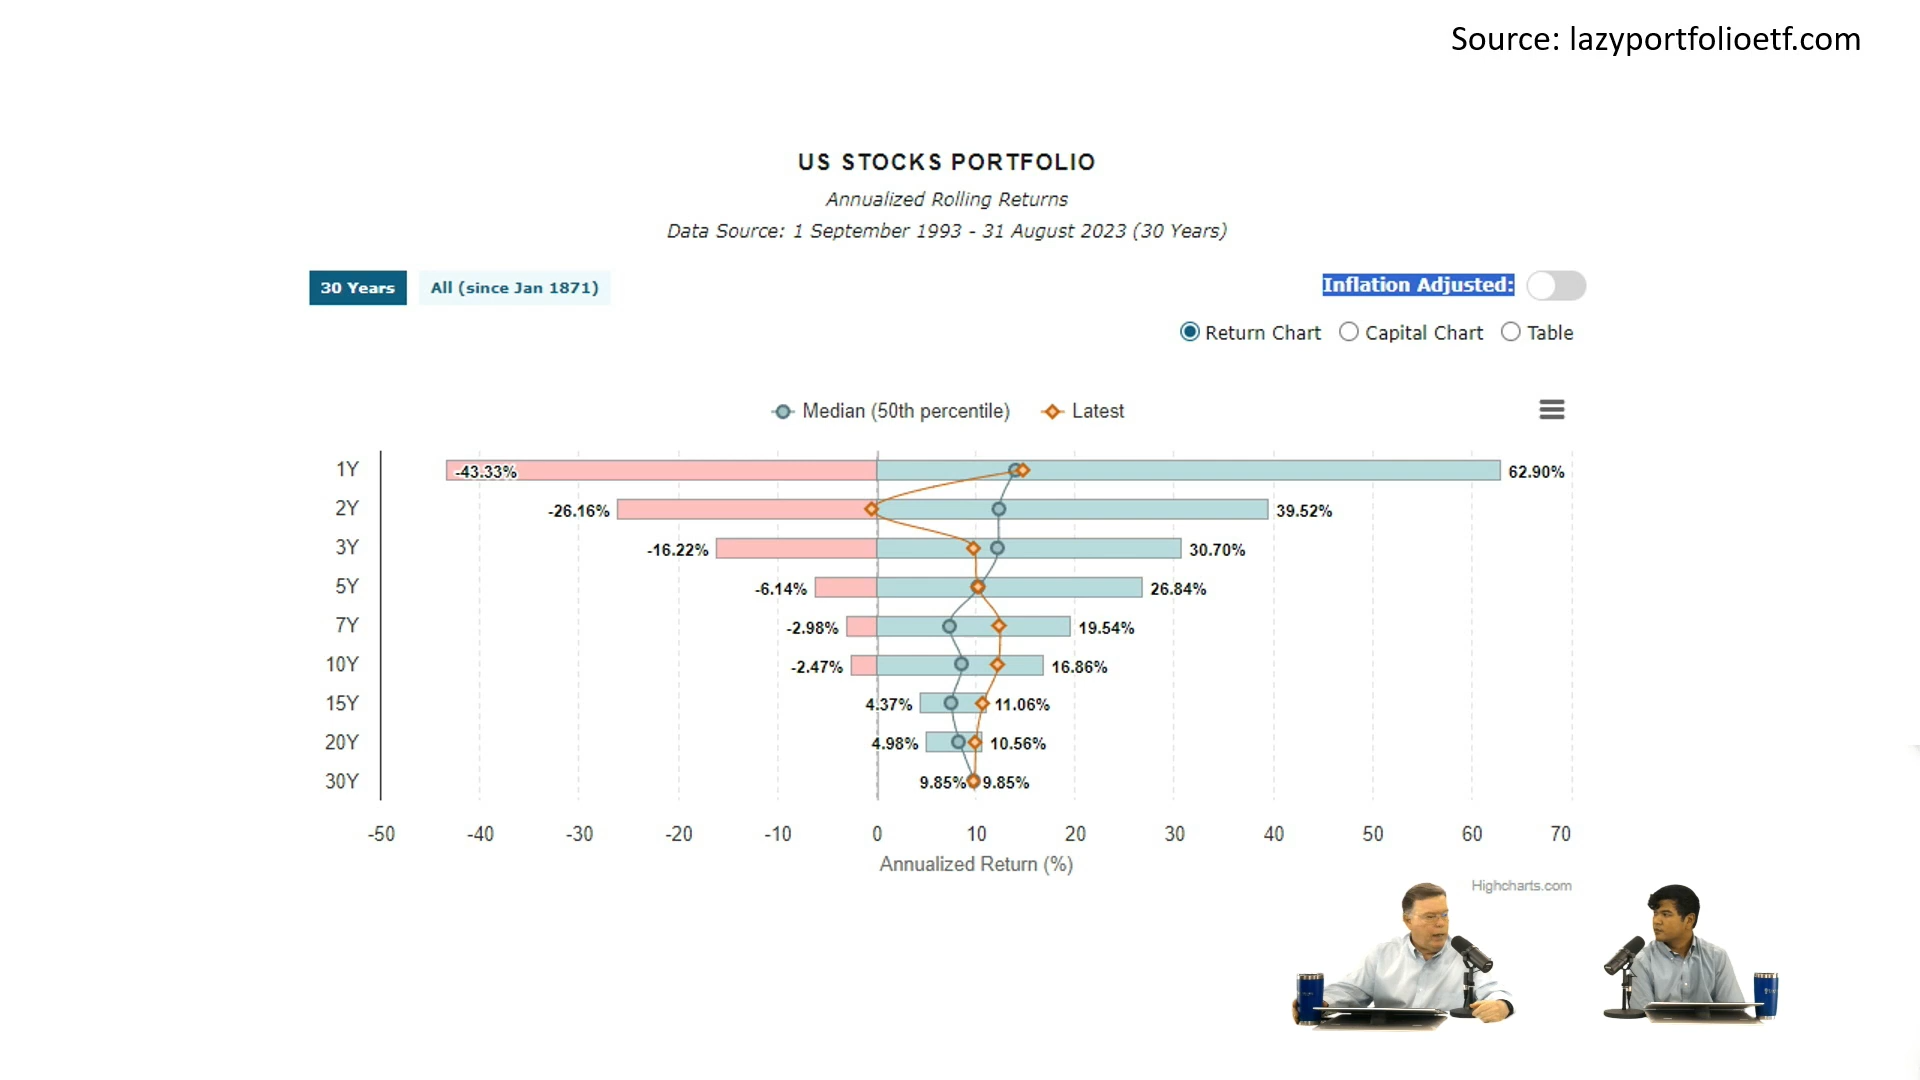 Source: lazyportfolioetf.com
US STOCKS PORTFOLIO
Annualized Rolling Returns
Data Source: 1 September 1993 - 31 August 2023 (30 Years)
30 Years
All (since Jan 1871)
Inflation Adjusted:
Return Chart
Capital Chart
Table
Median (50th percentile)
Latest
1Y -43.33% 62.90%
2Y -26.16% 39.52%
3Y -16.22% 30.70%
5Y -6.14% 26.84%
7Y -2.98% 19.54%
10Y -2.47% 16.86%
15Y 4.37% 11.06%
20Y 4.98% 10.56%
30Y 9.85% 9.85%
-50 -40 -30 -20 -10 0 10 20 30 40 50 60 70
Annualized Return (%)
Highcharts.com